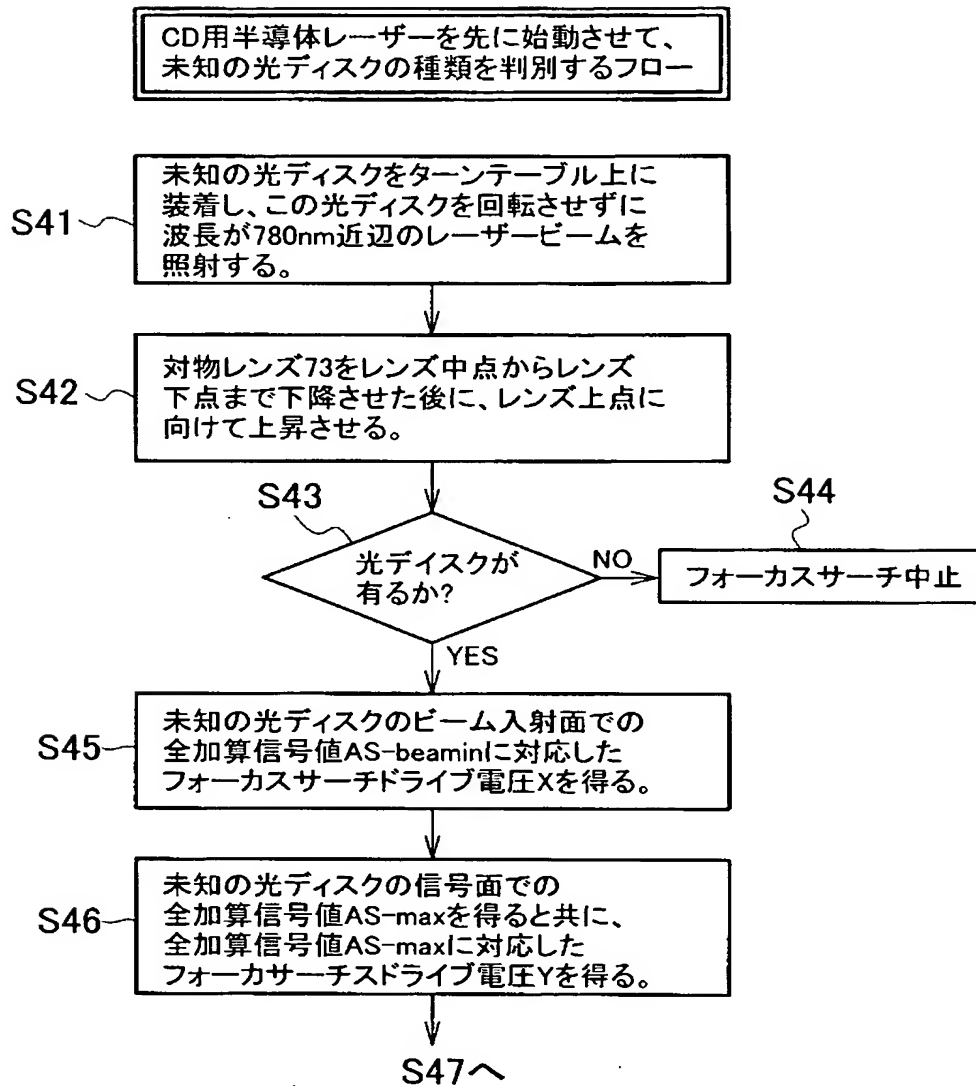 CD用半導体レーザーを先に始動させて、
未知の光ディスクの種類を判別するフロー
S41
未知の光ディスクをターンテーブル上に
装着し、この光ディスクを回転させずに
波長が780nm近辺のレーザービームを
照射する。
S42
対物レンズ73をレンズ中点からレンズ
下点まで下降させた後に、レンズ上点に
向けて上昇させる。
S43
光デイスクが
有るか?
NO
S44
フォーカスサーチ中止
YES
S45
未知の光ディスクのビーム入射面での
全加算信号値AS-beaminに対応した
フォーカスサーチドライブ電圧Xを得る。
S46
未知の光ディスクの信号面での
全加算信号値AS-maxを得ると共に、
全加算信号値AS-maxに対応した
フォーカサーチスドライブ電圧Yを得る。
S47へ